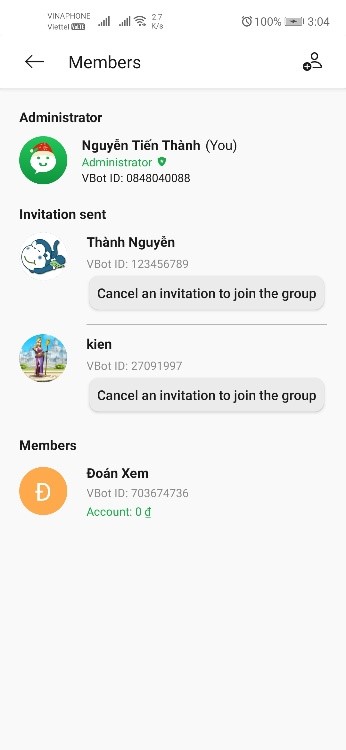 VINAPHONE
Viettel VoLTE
27
K/s
100%
3:04
Members
Administrator
Nguyễn Tiến Thành (You)
Administrator
VBot ID: 0848040088
Invitation sent
Thành Nguyễn
VBot ID: 123456789
Cancel an invitation to join the group
kien
VBot ID: 27091997
Cancel an invitation to join the group
Members
Đ
Đoán Xem
VBot ID: 703674736
Account: 0 ₫